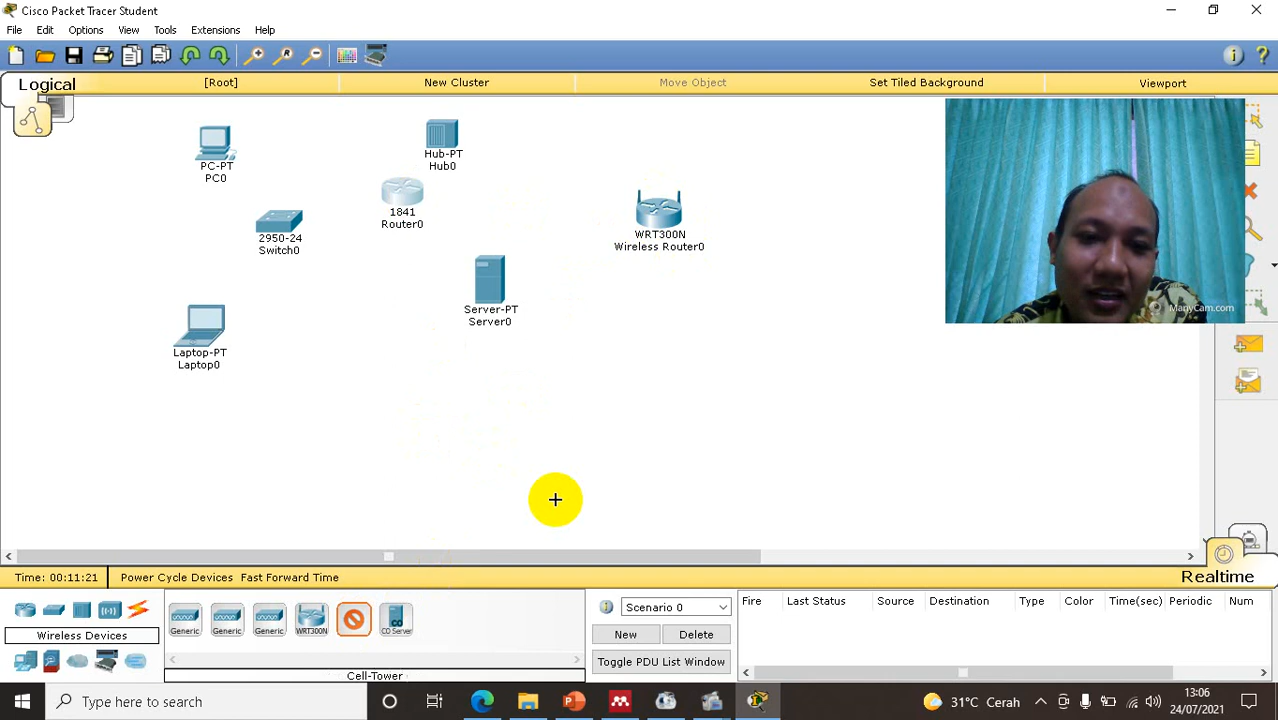 Cisco Packet Tracer Student
File Edit Options View Tools Extensions Help
Logical [Root] New Cluster Move Object Set Tiled Background Viewport
PC-PT
PC0
Hub-PT
Hub0
1841
Router0
2950-24
Switch0
WRT300N
Wireless Router0
Server-PT
Server0
Laptop-PT
Laptop0
ManyCam.com
Time: 00:11:21 Power Cycle Devices Fast Forward Time
Realtime
Wireless Devices
Generic Generic Generic WRT300N CO Server
Cell-Tower
Scenario 0
New Delete
Toggle PDU List Window
Fire Last Status Source Destination Type Color Time(sec) Periodic Num
Type here to search
31°C Cerah
13:06
24/07/2021